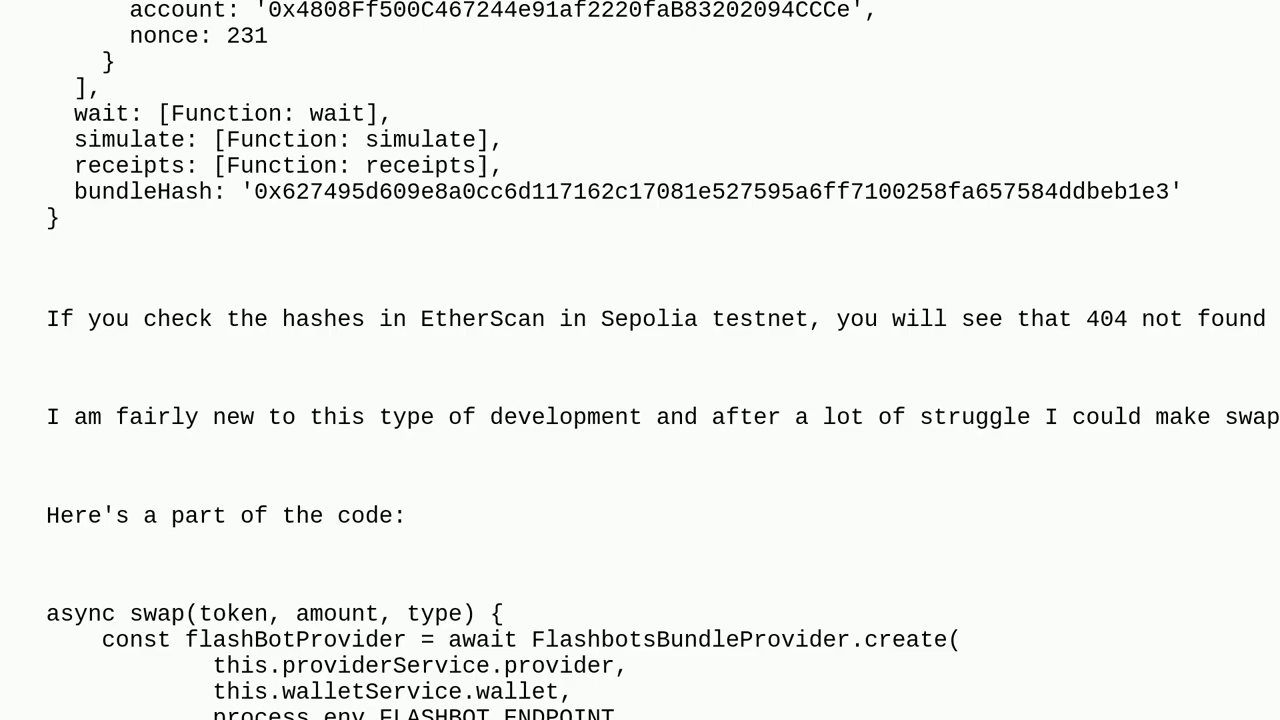 account: '0x4808Ff500C467244e91af2220faB83202094CCCe',
nonce: 231
}
],
wait: [Function: wait],
simulate: [Function: simulate],
receipts: [Function: receipts],
bundleHash: '0x627495d609e8a0cc6d117162c17081e527595a6ff7100258fa657584ddbeb1e3'
}
If you check the hashes in EtherScan in Sepolia testnet, you will see that 404 not found
I am fairly new to this type of development and after a lot of struggle I could make swap
Here's a part of the code:
async swap(token, amount, type) {
const flashBotProvider = await FlashbotsBundleProvider.create(
this.providerService.provider,
this.walletService.wallet,
process.env.FLASHBOT_ENDPOINT